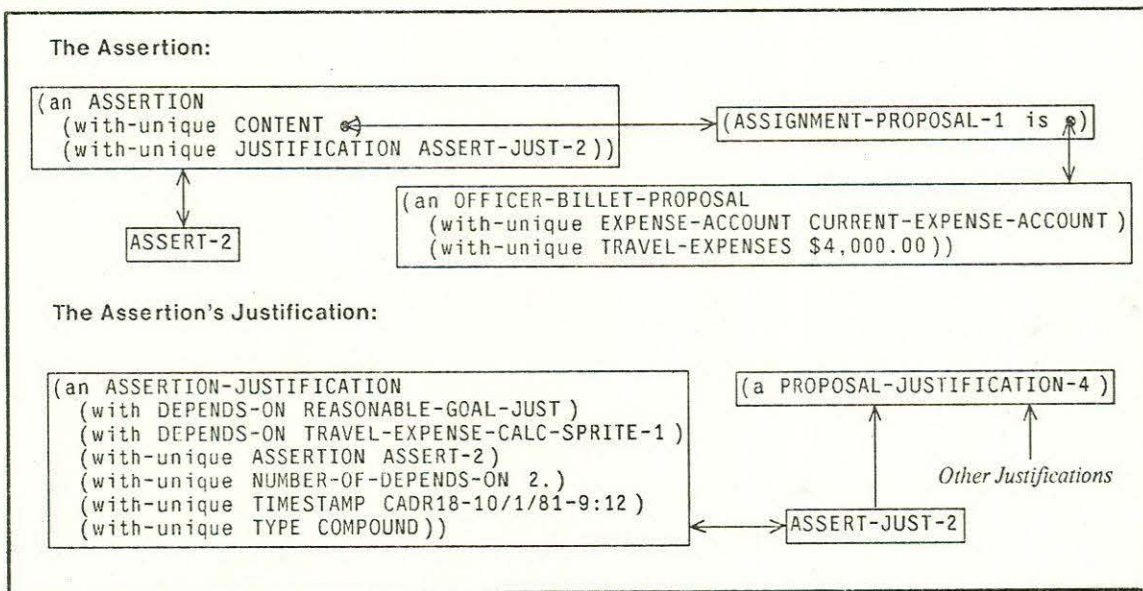 The Assertion:
(an ASSERTION
(with-unique CONTENT )
(with-unique JUSTIFICATION ASSERT-JUST-2))
(ASSIGNMENT-PROPOSAL-1 is )
ASSERT-2
(an OFFICER-BILLET-PROPOSAL
(with-unique EXPENSE-ACCOUNT CURRENT-EXPENSE-ACCOUNT)
(with-unique TRAVEL-EXPENSES $4,000.00))
The Assertion's Justification:
(an ASSERTION-JUSTIFICATION
(with DEPENDS-ON REASONABLE-GOAL-JUST)
(with DEPENDS-ON TRAVEL-EXPENSE-CALC-SPRITE-1)
(with-unique ASSERTION ASSERT-2)
(with-unique NUMBER-OF-DEPENDS-ON 2.)
(with-unique TIMESTAMP CADR18-10/1/81-9:12)
(with-unique TYPE COMPOUND))
(a PROPOSAL-JUSTIFICATION-4)
Other Justifications
ASSERT-JUST-2